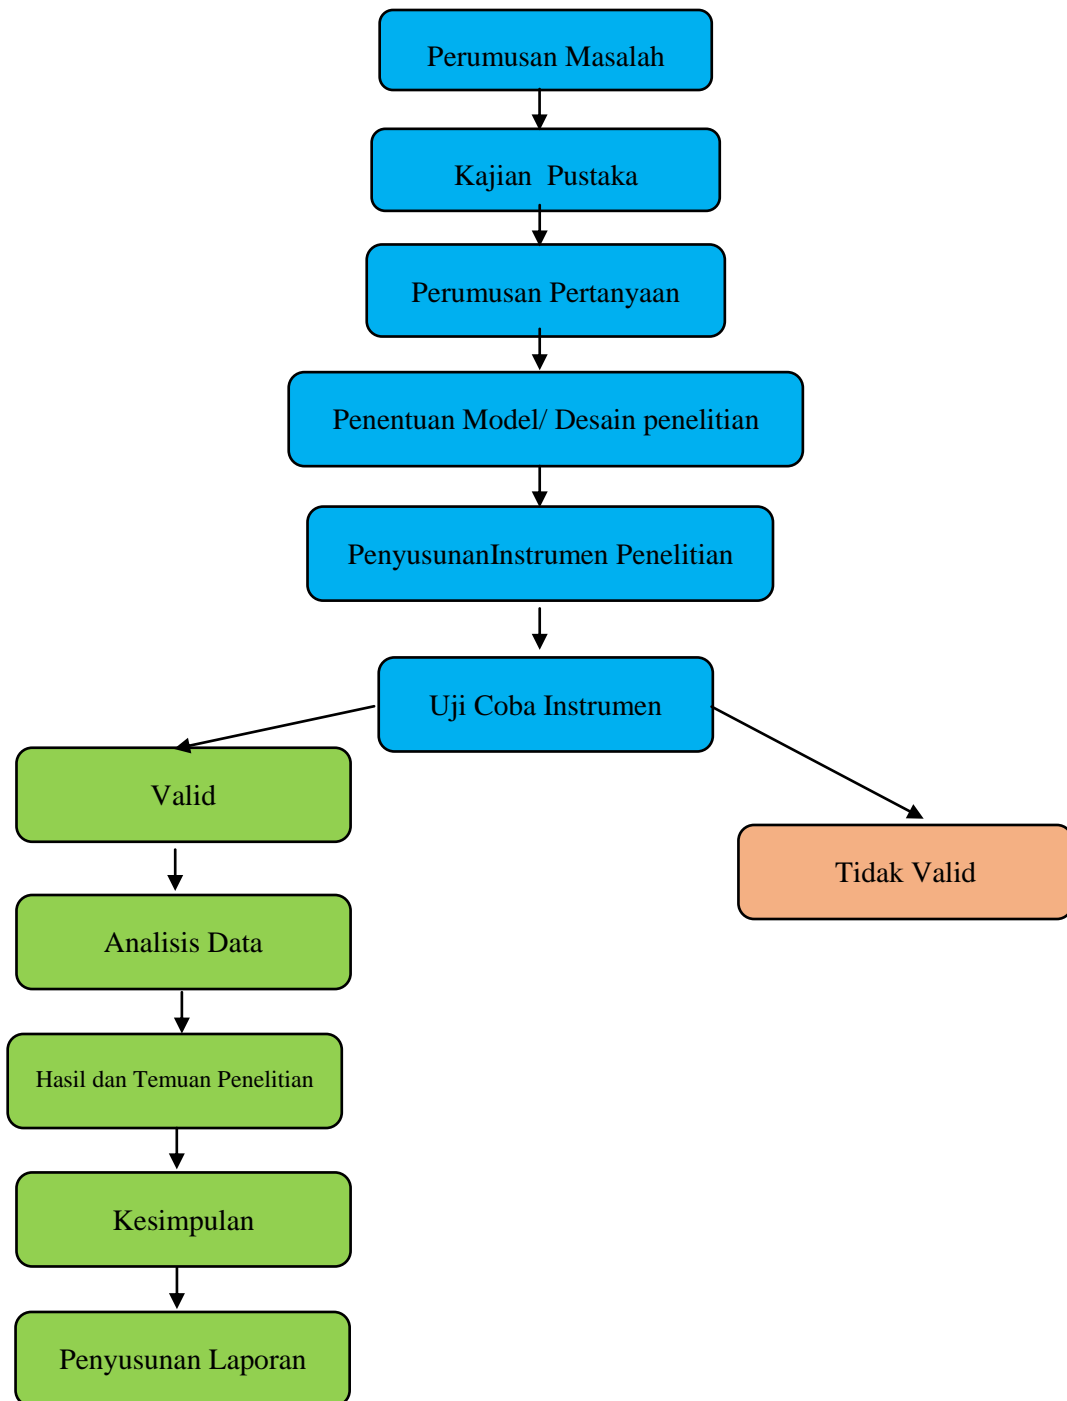 Perumusan Masalah
Kajian  Pustaka
Perumusan Pertanyaan
Penentuan Model/ Desain penelitian
PenyusunanInstrumen Penelitian
Uji Coba Instrumen
Valid
Tidak Valid
Analisis Data
Hasil dan Temuan Penelitian
Kesimpulan
Penyusunan Laporan